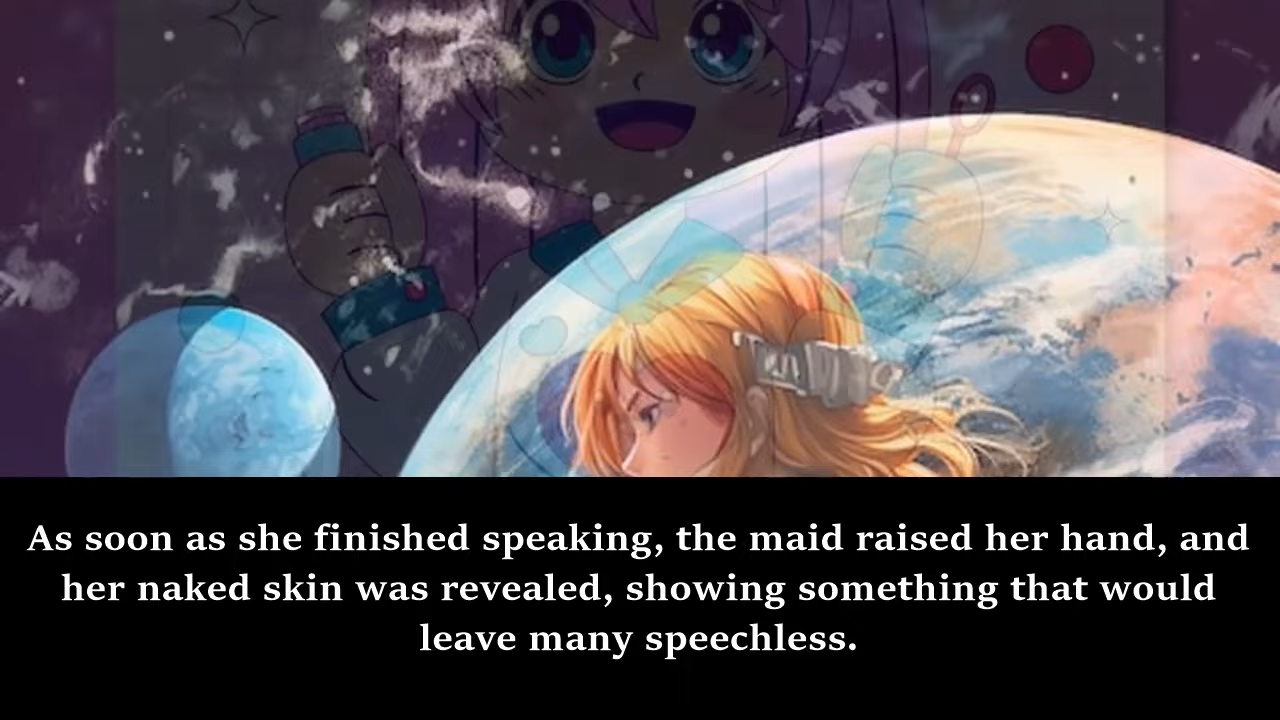 As soon as she finished speaking, the maid raised her hand, and
her naked skin was revealed, showing something that would
leave many speechless.